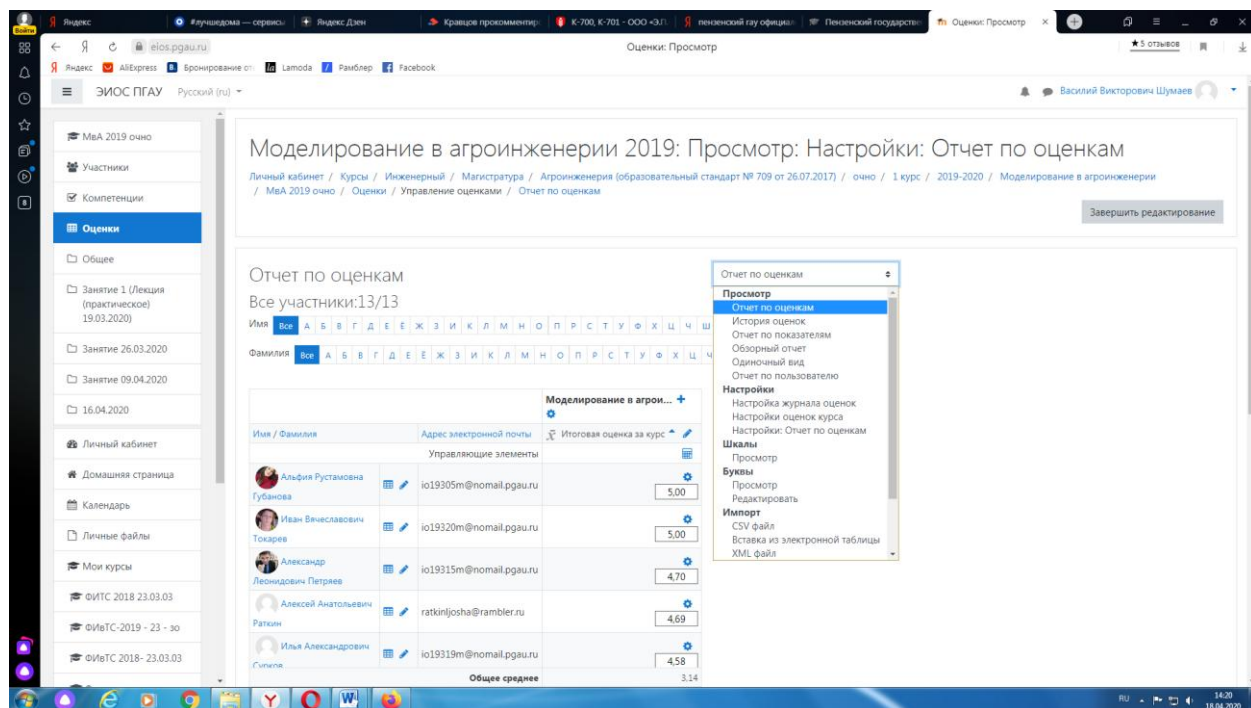 Яндекс
#лучшедома — сервисы
Яндекс Дзен
Кравцов прокомментир
К-700, К-701 - ООО «З.Г
пензенский гау официал
Пензенский государстве
Оценки: Просмотр
Войти
eios.pgau.ru
Оценки: Просмотр
★ 5 отзывов
Яндекс
AliExpress
Бронирование от
Lamoda
Рамблер
Facebook
ЭИОС ПГАУ
Русский (ru)
Василий Викторович Шумаев
МвА 2019 очно
Участники
Компетенции
Оценки
Общее
Занятие 1 (Лекция
(практическое)
19.03.2020)
Занятие 26.03.2020
Занятие 09.04.2020
16.04.2020
Личный кабинет
Домашняя страница
Календарь
Личные файлы
Мои курсы
ФИТС 2018 23.03.03
ФИвТС-2019 - 23 - зо
ФИвТС 2018- 23.03.03
Моделирование в агроинженерии 2019: Просмотр: Настройки: Отчет по оценкам
Личный кабинет / Курсы / Инженерный / Магистратура / Агроинженерия (образовательный стандарт № 709 от 26.07.2017) / очно / 1 курс / 2019-2020 / Моделирование в агроинженерии
/ МвА 2019 очно / Оценки / Управление оценками / Отчет по оценкам
Завершить редактирование
Отчет по оценкам
Все участники:13/13
Имя Все А Б В Г Д Е Ё Ж З И К Л М Н О П Р С Т У Ф Х Ц Ч Ш
Фамилия Все А Б В Г Д Е Ё Ж З И К Л М Н О П Р С Т У Ф Х Ц Ч
Моделирование в агрои... +
Имя / Фамилия
Адрес электронной почты
x̄ Итоговая оценка за курс
Управляющие элементы
Альфия Рустамовна
Губанова
io19305m@nomail.pgau.ru
5,00
Иван Вячеславович
Токарев
io19320m@nomail.pgau.ru
5,00
Александр
Леонидович Петряев
io19315m@nomail.pgau.ru
4,70
Алексей Анатольевич
Раткин
ratkinljosha@rambler.ru
4,69
Илья Александрович
Сурков
io19319m@nomail.pgau.ru
4,58
Общее среднее
3,14
Отчет по оценкам
Просмотр
Отчет по оценкам
История оценок
Отчет по показателям
Обзорный отчет
Одиночный вид
Отчет по пользователю
Настройки
Настройка журнала оценок
Настройки оценок курса
Настройки: Отчет по оценкам
Шкалы
Просмотр
Буквы
Просмотр
Редактировать
Импорт
CSV файл
Вставка из электронной таблицы
XML файл
RU
14:20
18.04.2020